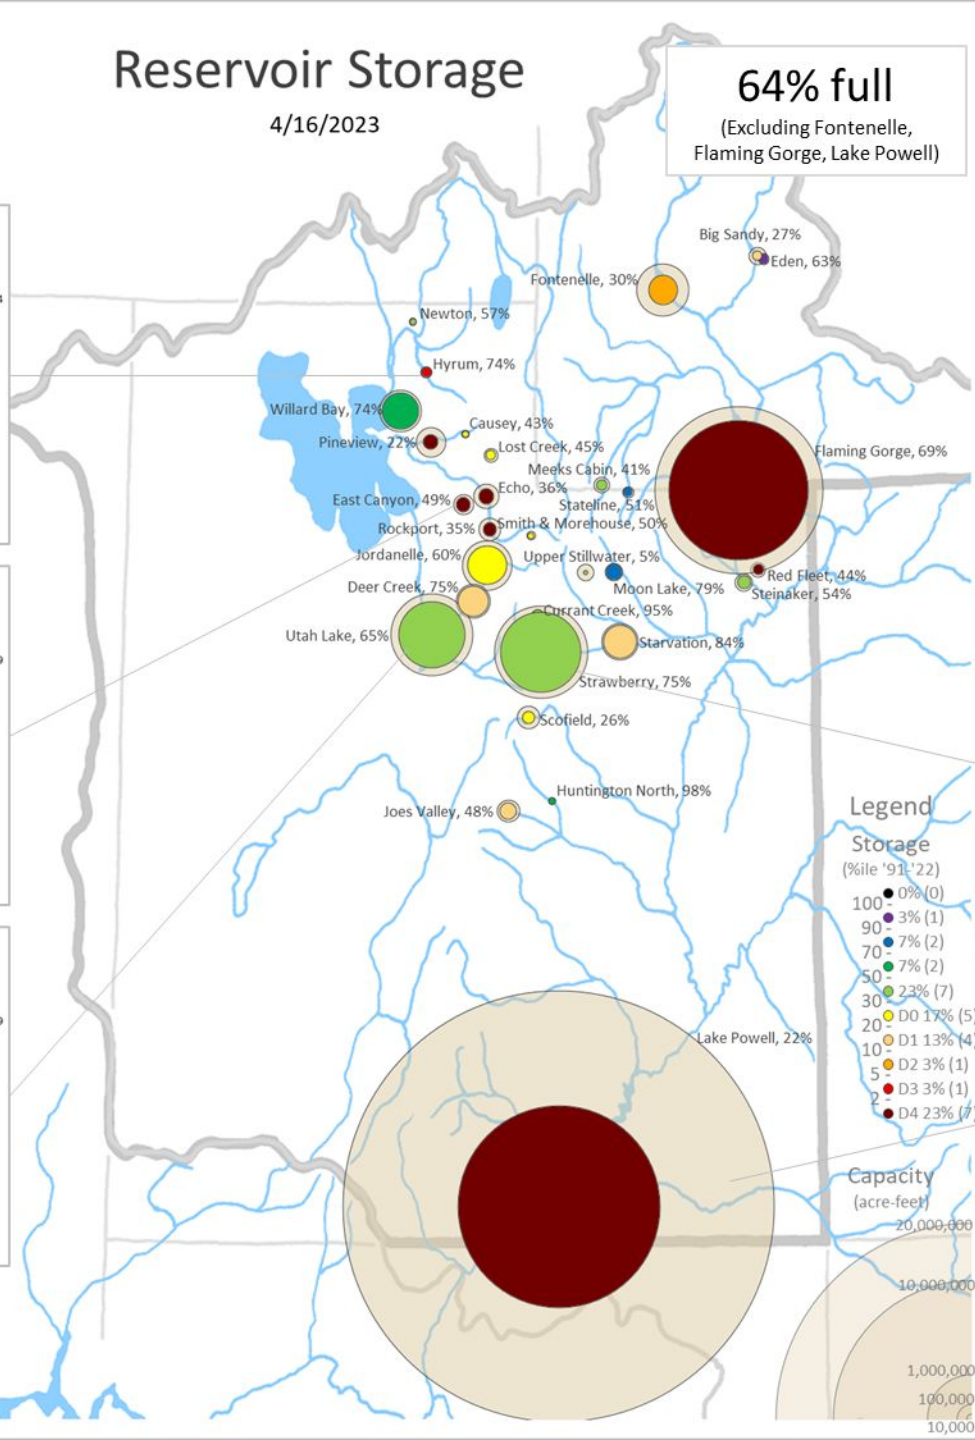 Reservoir Storage
4/16/2023
64% full
(Excluding Fontenelle,
Flaming Gorge, Lake Powell)
Big Sandy, 27%
Eden, 63%
Fontenelle, 30%
Newton, 57%
Hyrum, 74%
Willard Bay, 74%
Causey, 43%
Pineview, 22%
Lost Creek, 45%
Flaming Gorge, 69%
Meeks Cabin, 41%
Echo, 36%
East Canyon, 49%
Stateline, 51%
Smith & Morehouse, 50%
Rockport, 35%
Jordanelle, 60%
Upper Stillwater, 5%
Red Fleet, 44%
Deer Creek, 75%
Moon Lake, 79%
Steinaker, 54%
Currant Creek, 95%
Utah Lake, 65%
Starvation, 84%
Strawberry, 75%
Scofield, 26%
Huntington North, 98%
Joes Valley, 48%
Lake Powell, 22%
Legend
Storage
(%ile '91-'22)
0% (0)
100
3% (1)
90
7% (2)
70
7% (2)
50
23% (7)
30
D0 17% (5)
20
D1 13% (4)
10
D2 3% (1)
5
D3 3% (1)
2
D4 23% (7)
Capacity
(acre-feet)
20,000,000
10,000,000
1,000,000
100,000
10,000